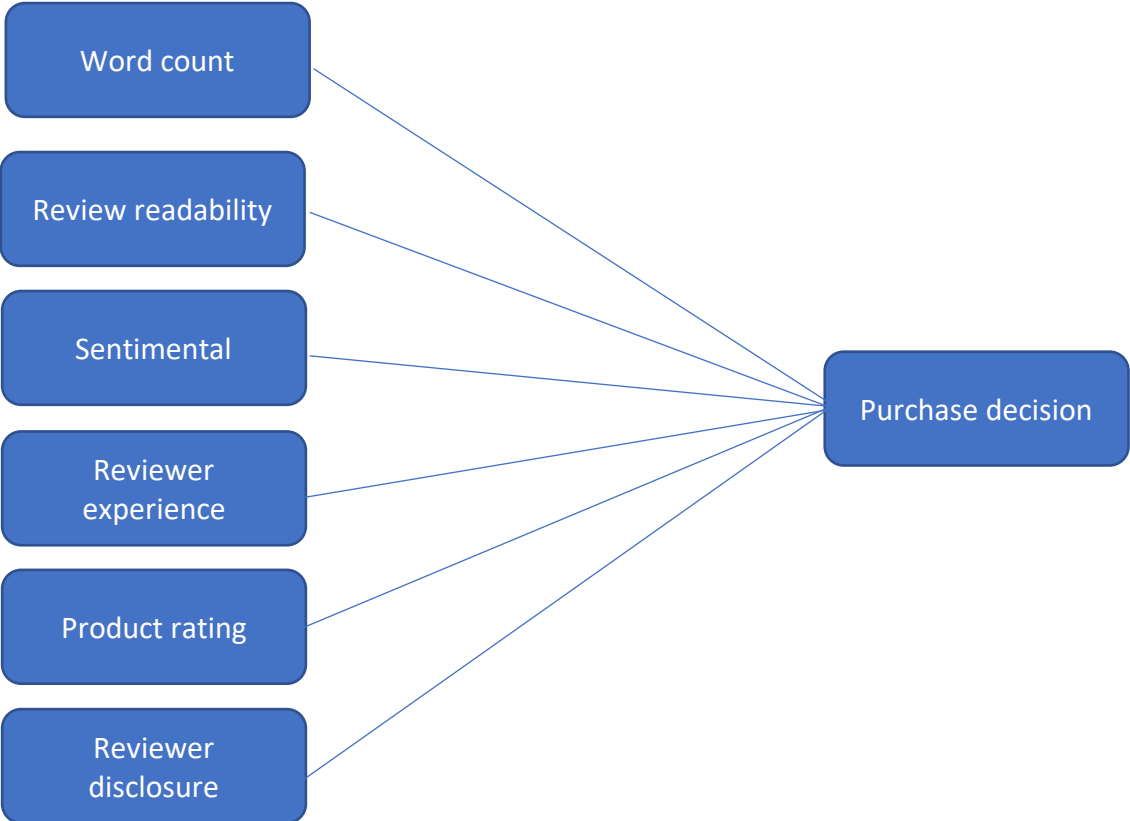 Word count
Review readability
Sentimental
Reviewer
experience
Product rating
Reviewer
disclosure
Purchase decision